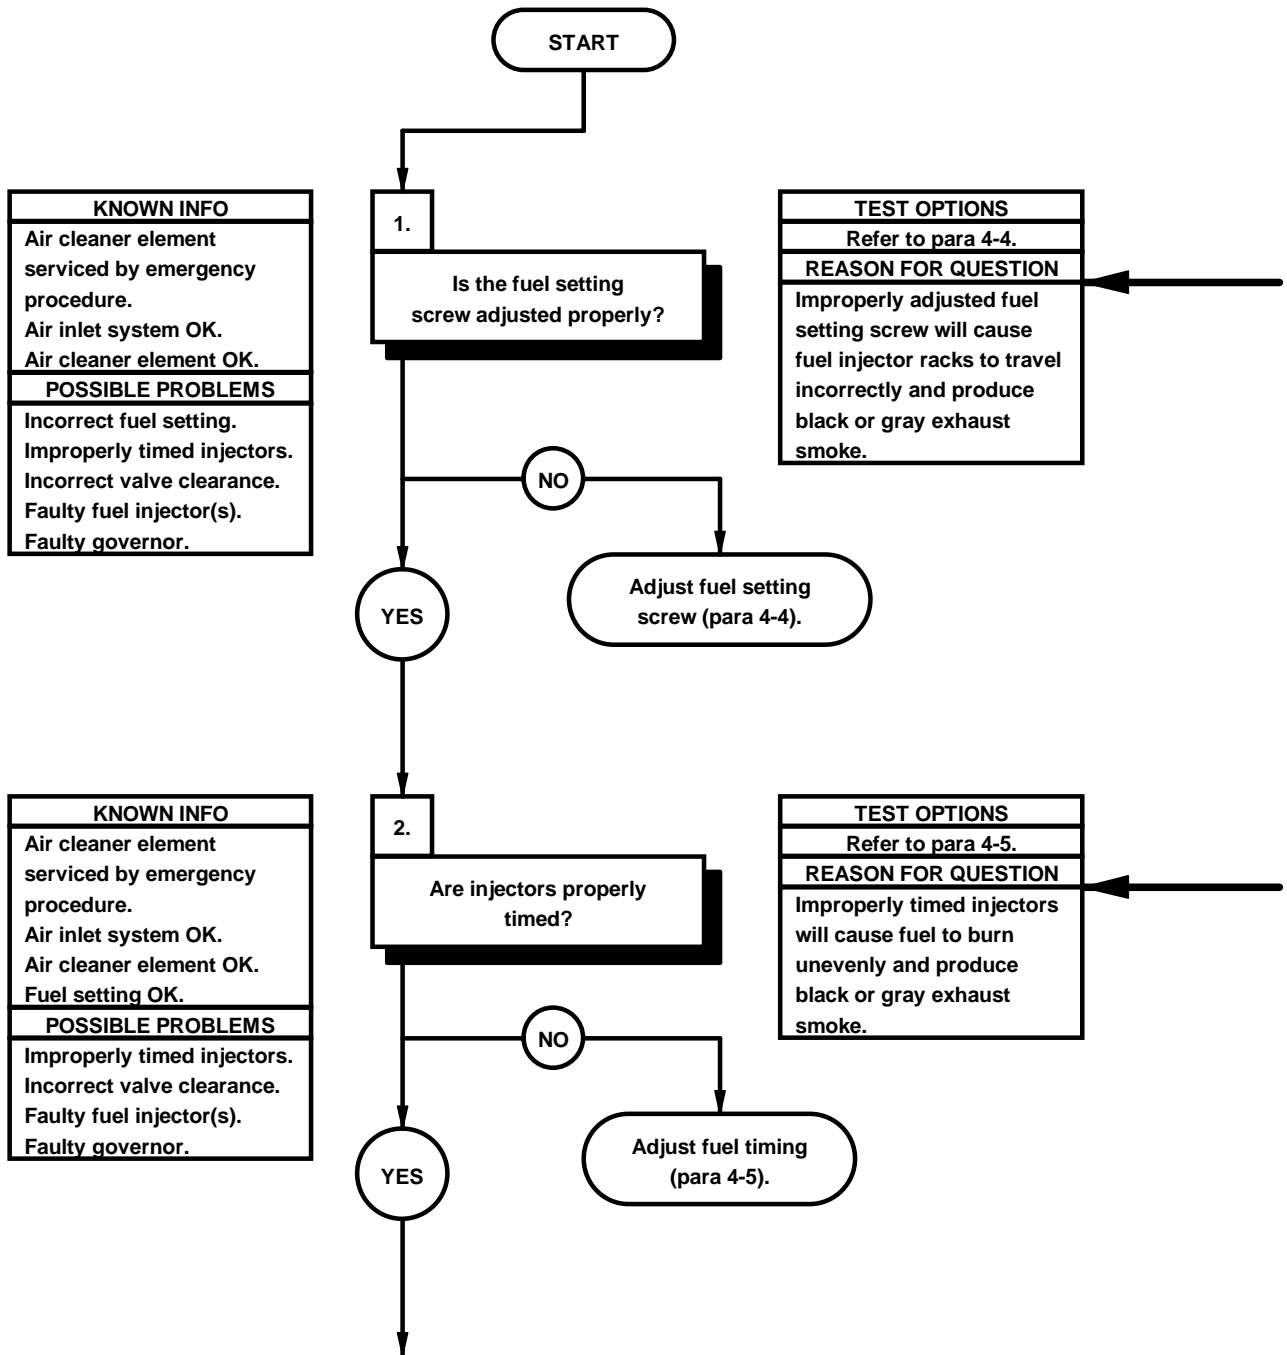 START
KNOWN INFO
Air cleaner element
serviced by emergency
procedure.
Air inlet system OK.
Air cleaner element OK.
POSSIBLE PROBLEMS
Incorrect fuel setting.
Improperly timed injectors.
Incorrect valve clearance.
Faulty fuel injector(s).
Faulty governor.
1.
Is the fuel setting
screw adjusted properly?
TEST OPTIONS
Refer to para 4-4.
REASON FOR QUESTION
Improperly adjusted fuel
setting screw will cause
fuel injector racks to travel
incorrectly and produce
black or gray exhaust
smoke.
NO
Adjust fuel setting
screw (para 4-4).
YES
KNOWN INFO
Air cleaner element
serviced by emergency
procedure.
Air inlet system OK.
Air cleaner element OK.
Fuel setting OK.
POSSIBLE PROBLEMS
Improperly timed injectors.
Incorrect valve clearance.
Faulty fuel injector(s).
Faulty governor.
2.
Are injectors properly
timed?
TEST OPTIONS
Refer to para 4-5.
REASON FOR QUESTION
Improperly timed injectors
will cause fuel to burn
unevenly and produce
black or gray exhaust
smoke.
NO
Adjust fuel timing
(para 4-5).
YES